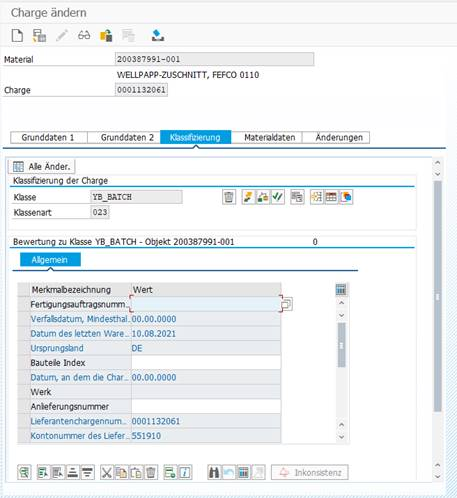 Charge ändern
Material 200387991-001
WELLPAPP-ZUSCHNITT, FEFCO 0110
Charge 0001132061
Grunddaten 1 Grunddaten 2 Klassifizierung Materialdaten Änderungen
Alle Änder.
Klassifizierung der Charge
Klasse YB_BATCH
Klassenart 023
Bewertung zu Klasse YB_BATCH - Objekt 200387991-001 0
Allgemein
Merkmalbezeichnung Wert
Fertigungsauftragsnumm..
Verfallsdatum, Mindesthal.. 00.00.0000
Datum des letzten Ware.. 10.08.2021
Ursprungsland DE
Bauteile Index
Datum, an dem die Char.. 00.00.0000
Werk
Anlieferungsnummer
Lieferantenchargennum.. 0001132061
Kontonummer des Liefer.. 551910
Inkonsistenz